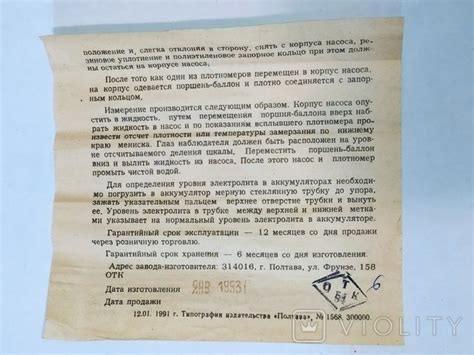 положение и, слегка отклоняя в сторону, снять с корпуса насоса, ре-
зиновое уплотнение и полиэтиленовое запорное кольцо при этом долж-
ны остаться на корпусе насоса.
После того как один из плотномеров перемещен в корпус насоса,
на корпус одевается поршень-баллон и плотно соединяется с запор-
ным кольцом,
Измерение производится следующим образом. Корпус насоса опу-
стить в жидкость, путем перемещения поршня-баллона вверх набр-
рать жидкость в насос и по показаниям всплывшего плотномера про-
извести отсчет плотности или температуры замерзания по нижнему
краю мениска. Глаз наблюдателя должен быть расположен на уров-
не отсчитываемого деления шкалы, Переместить поршень-баллон
вниз и вылить жидкость из насоса, После этого насос и плотномер
промыть чистой водой.
Для определения уровня электролита в аккумуляторах необходи-
мо погрузить в аккумулятор мерную стеклянную трубку до упора,
зажать указательным пальцем верхнее отверстие трубки и вынуть
ее, Уровень электролита в трубке между верхней и нижней метка-
ми указывает на нормальный уровень электролита в аккумуляторе.
Гарантийный срок эксплуатации — 12 месяцев со дня продажи
через розничную торговлю.
Гарантийный срок хранения — 6 месяцев со дня изготовления.
Адрес завода-изготовителя: 314016, г. Полтава, ул. Фрунзе, 158
ОТК
Дата изготовления ЯНВ 1993г
Дата продажи
О Т К
6
12.01. 1991 г. Типография издательства «Полтава», № 1568, 300000.
VIOLITY